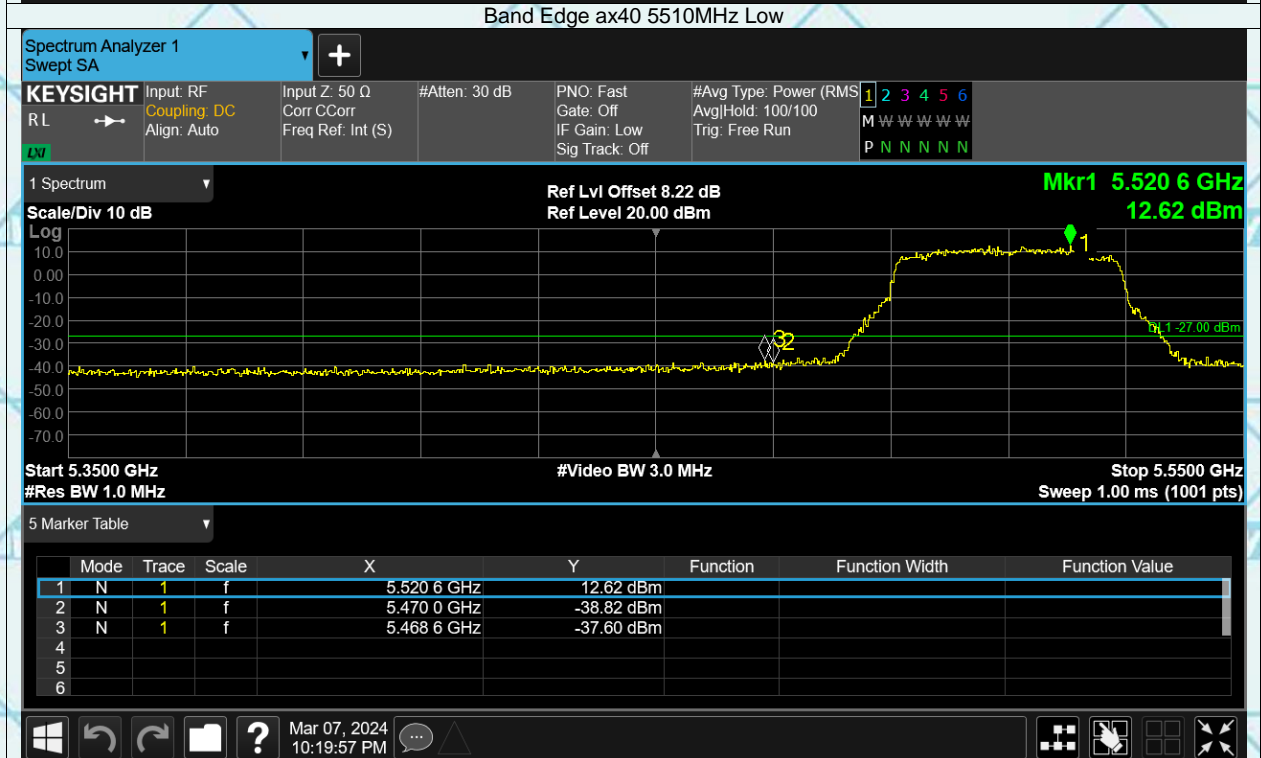 Band Edge ax40 5510MHz Low
Spectrum Analyzer 1
Swept SA
+
KEYSIGHT Input: RF Input Z: 50 Ω #Atten: 30 dB PNO: Fast #Avg Type: Power (RMS 1 2 3 4 5 6
RL Coupling: DC Corr CCorr Gate: Off Avg|Hold: 100/100 M W W W W W
Align: Auto Freq Ref: Int (S) IF Gain: Low Trig: Free Run P N N N N N
LXI Sig Track: Off
1 Spectrum Ref Lvl Offset 8.22 dB Mkr1 5.520 6 GHz
Scale/Div 10 dB Ref Level 20.00 dBm 12.62 dBm
Log
1
10.0
0.00
-10.0
-20.0
DL1 -27.00 dBm
-30.0
3 2
-40.0
-50.0
-60.0
-70.0
Start 5.3500 GHz #Video BW 3.0 MHz Stop 5.5500 GHz
#Res BW 1.0 MHz Sweep 1.00 ms (1001 pts)
5 Marker Table
Mode Trace Scale X Y Function Function Width Function Value
1 N 1 f 5.520 6 GHz 12.62 dBm
2 N 1 f 5.470 0 GHz -38.82 dBm
3 N 1 f 5.468 6 GHz -37.60 dBm
4
5
6
? Mar 07, 2024
10:19:57 PM